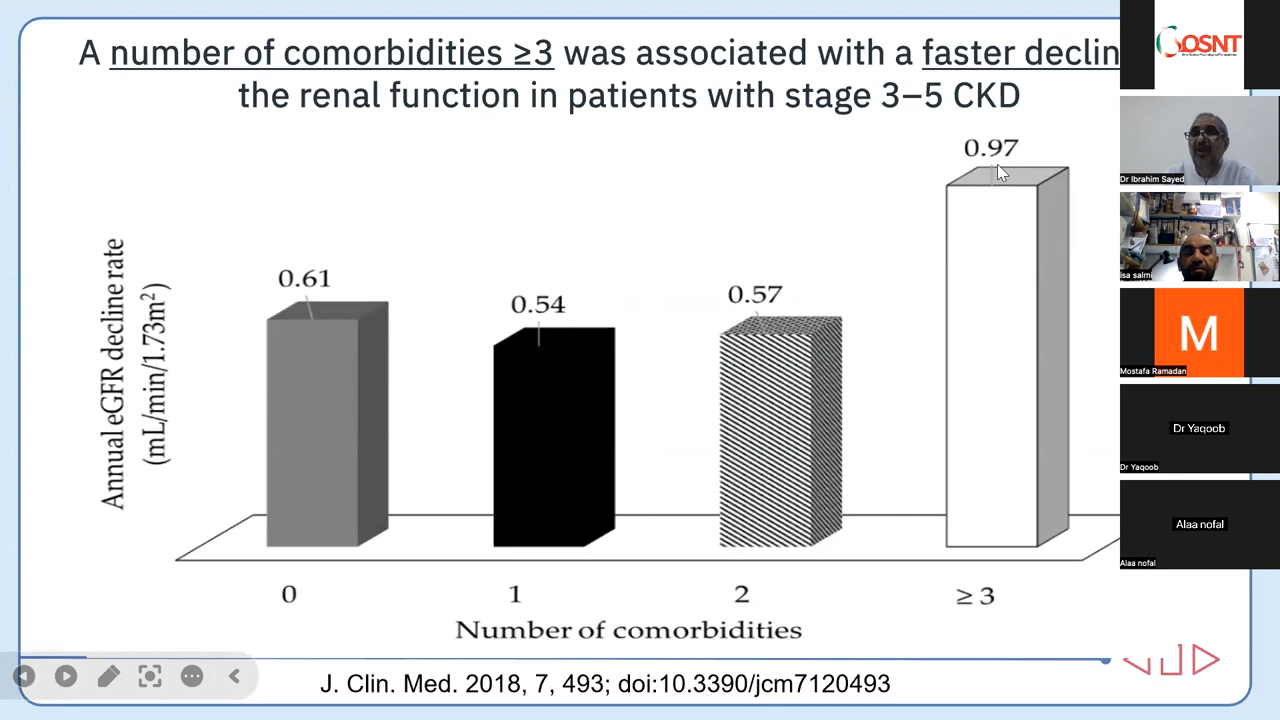 A number of comorbidities ≥3 was associated with a faster declin
the renal function in patients with stage 3–5 CKD
0.97
0.61
0.54
0.57
Annual eGFR decline rate
(mL/min/1.73m²)
0
1
2
≥ 3
Number of comorbidities
J. Clin. Med. 2018, 7, 493; doi:10.3390/jcm7120493
OSNT
Dr Ibrahim Sayed
isa salmi
M
Mostafa Ramadan
Dr Yaqoob
Dr Yaqoob
Alaa nofal
Alaa nofal